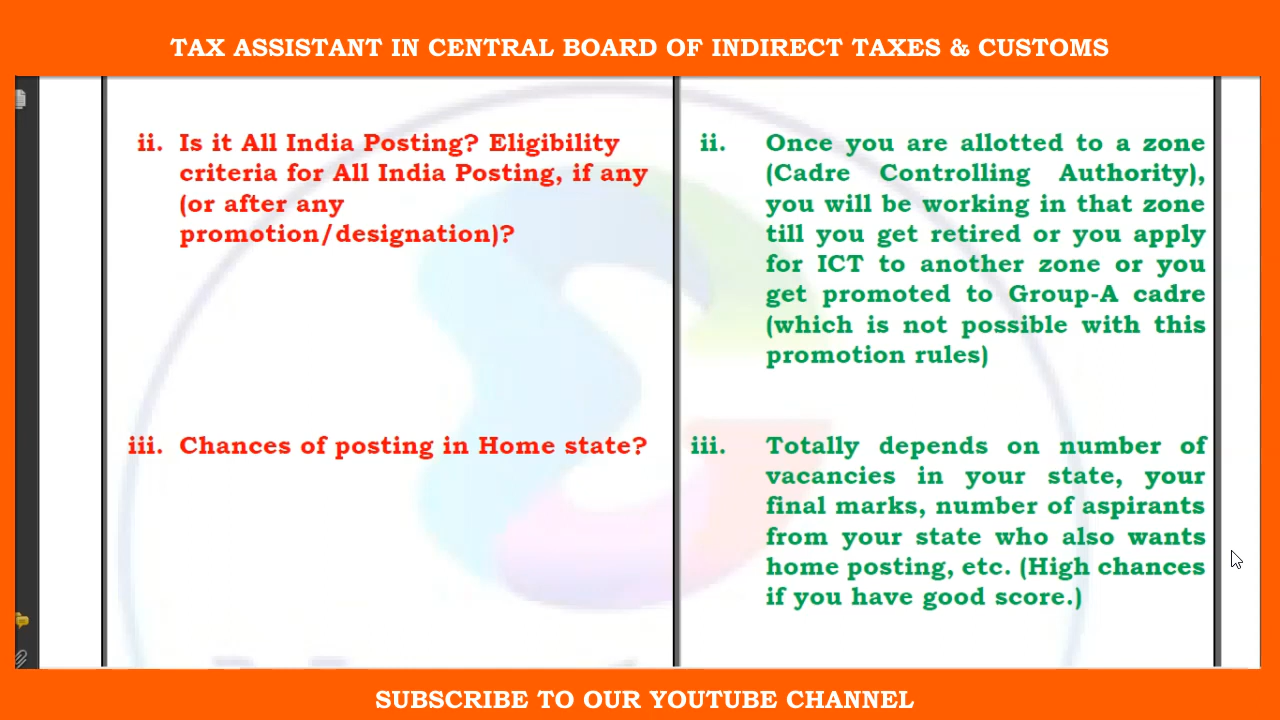 TAX ASSISTANT IN CENTRAL BOARD OF INDIRECT TAXES & CUSTOMS
ii. Is it All India Posting? Eligibility
criteria for All India Posting, if any
(or after any
promotion/designation)?
ii. Once you are allotted to a zone
(Cadre Controlling Authority),
you will be working in that zone
till you get retired or you apply
for ICT to another zone or you
get promoted to Group-A cadre
(which is not possible with this
promotion rules)
iii. Chances of posting in Home state?
iii. Totally depends on number of
vacancies in your state, your
final marks, number of aspirants
from your state who also wants
home posting, etc. (High chances
if you have good score.)
SUBSCRIBE TO OUR YOUTUBE CHANNEL